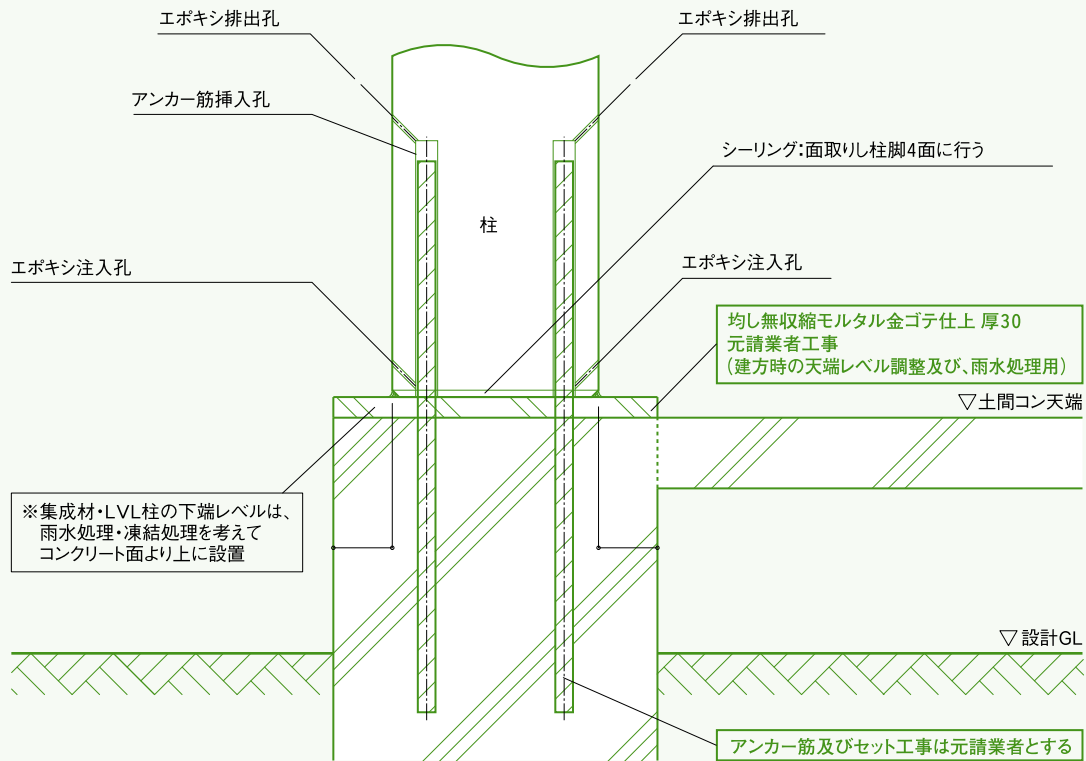 エポキシ排出孔
エポキシ排出孔
アンカー筋挿入孔
シーリング:面取りし柱脚4面に行う
柱
エポキシ注入孔
エポキシ注入孔
均し無収縮モルタル金ゴテ仕上 厚30
元請業者工事
(建方時の天端レベル調整及び、雨水処理用)
▽土間コン天端
※集成材・LVL柱の下端レベルは、
雨水処理・凍結処理を考えて
コンクリート面より上に設置
▽設計GL
アンカー筋及びセット工事は元請業者とする